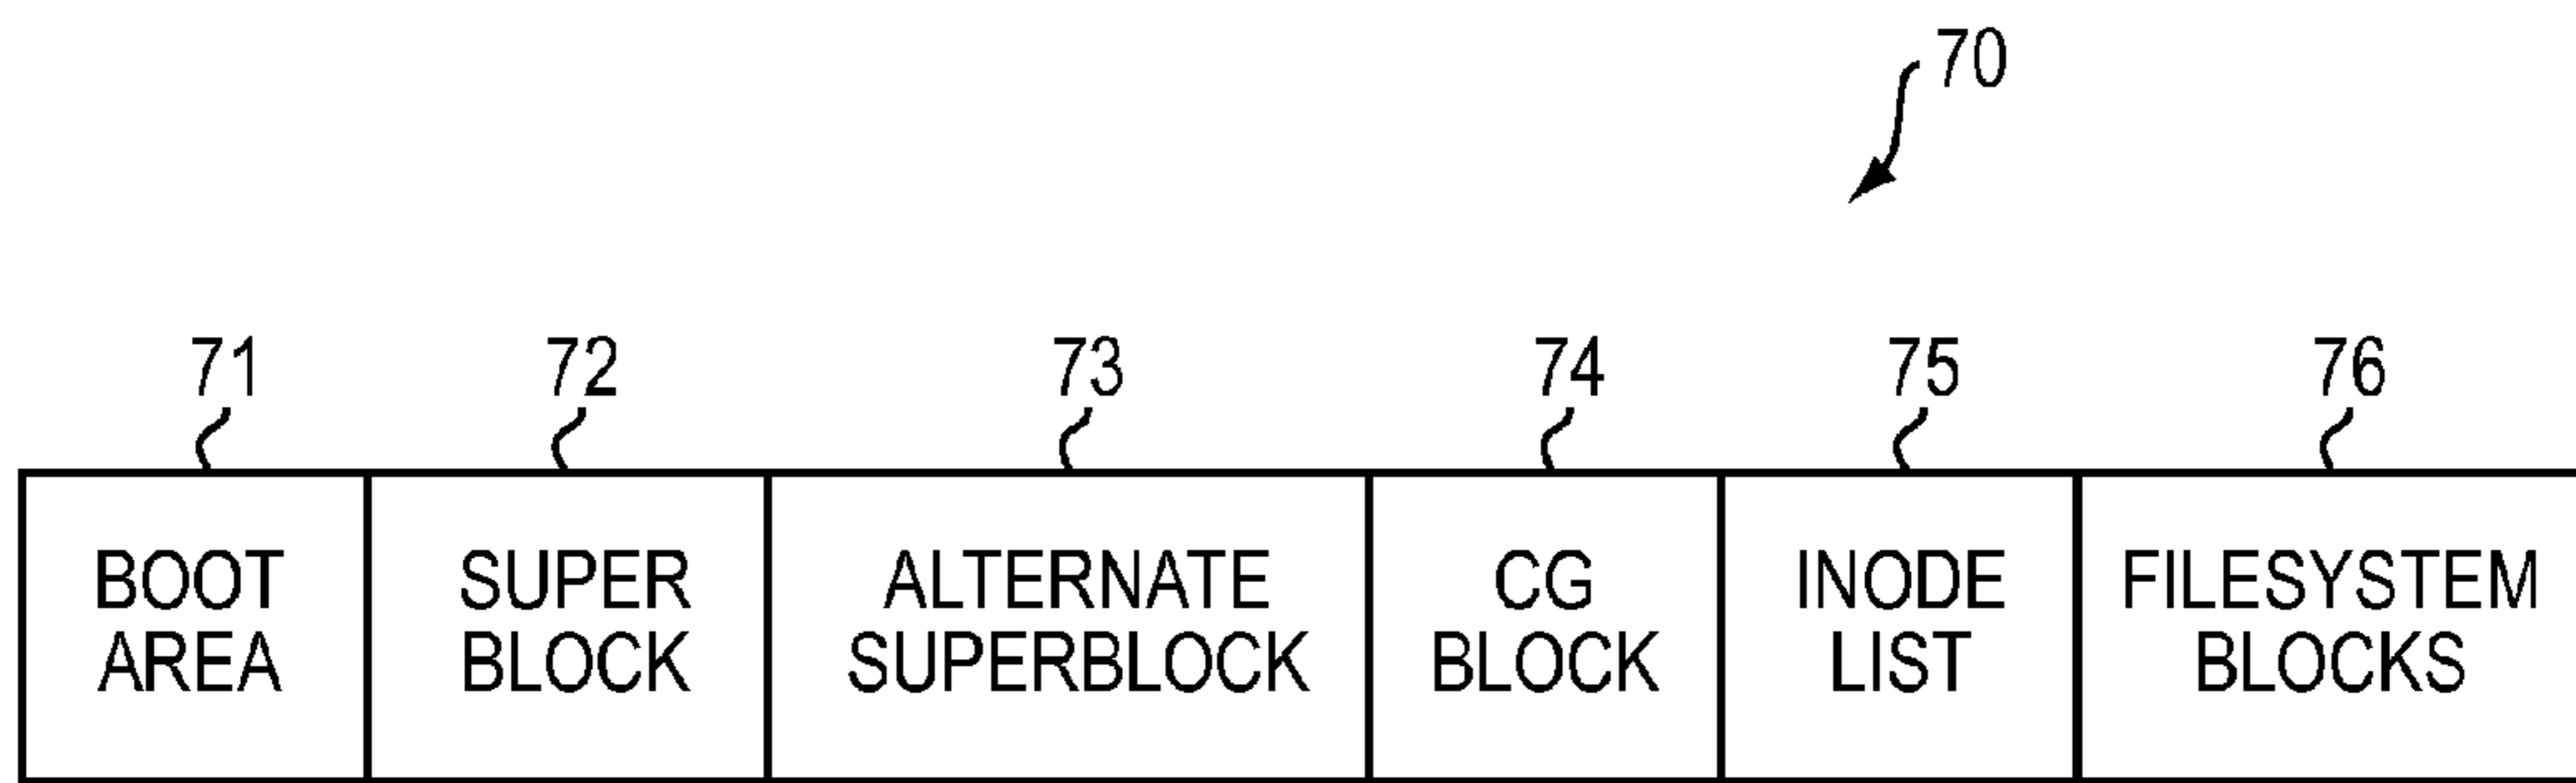 70
71 72 73 74 75 76
BOOT AREA
SUPER BLOCK
ALTERNATE SUPERBLOCK
CG BLOCK
INODE LIST
FILESYSTEM BLOCKS